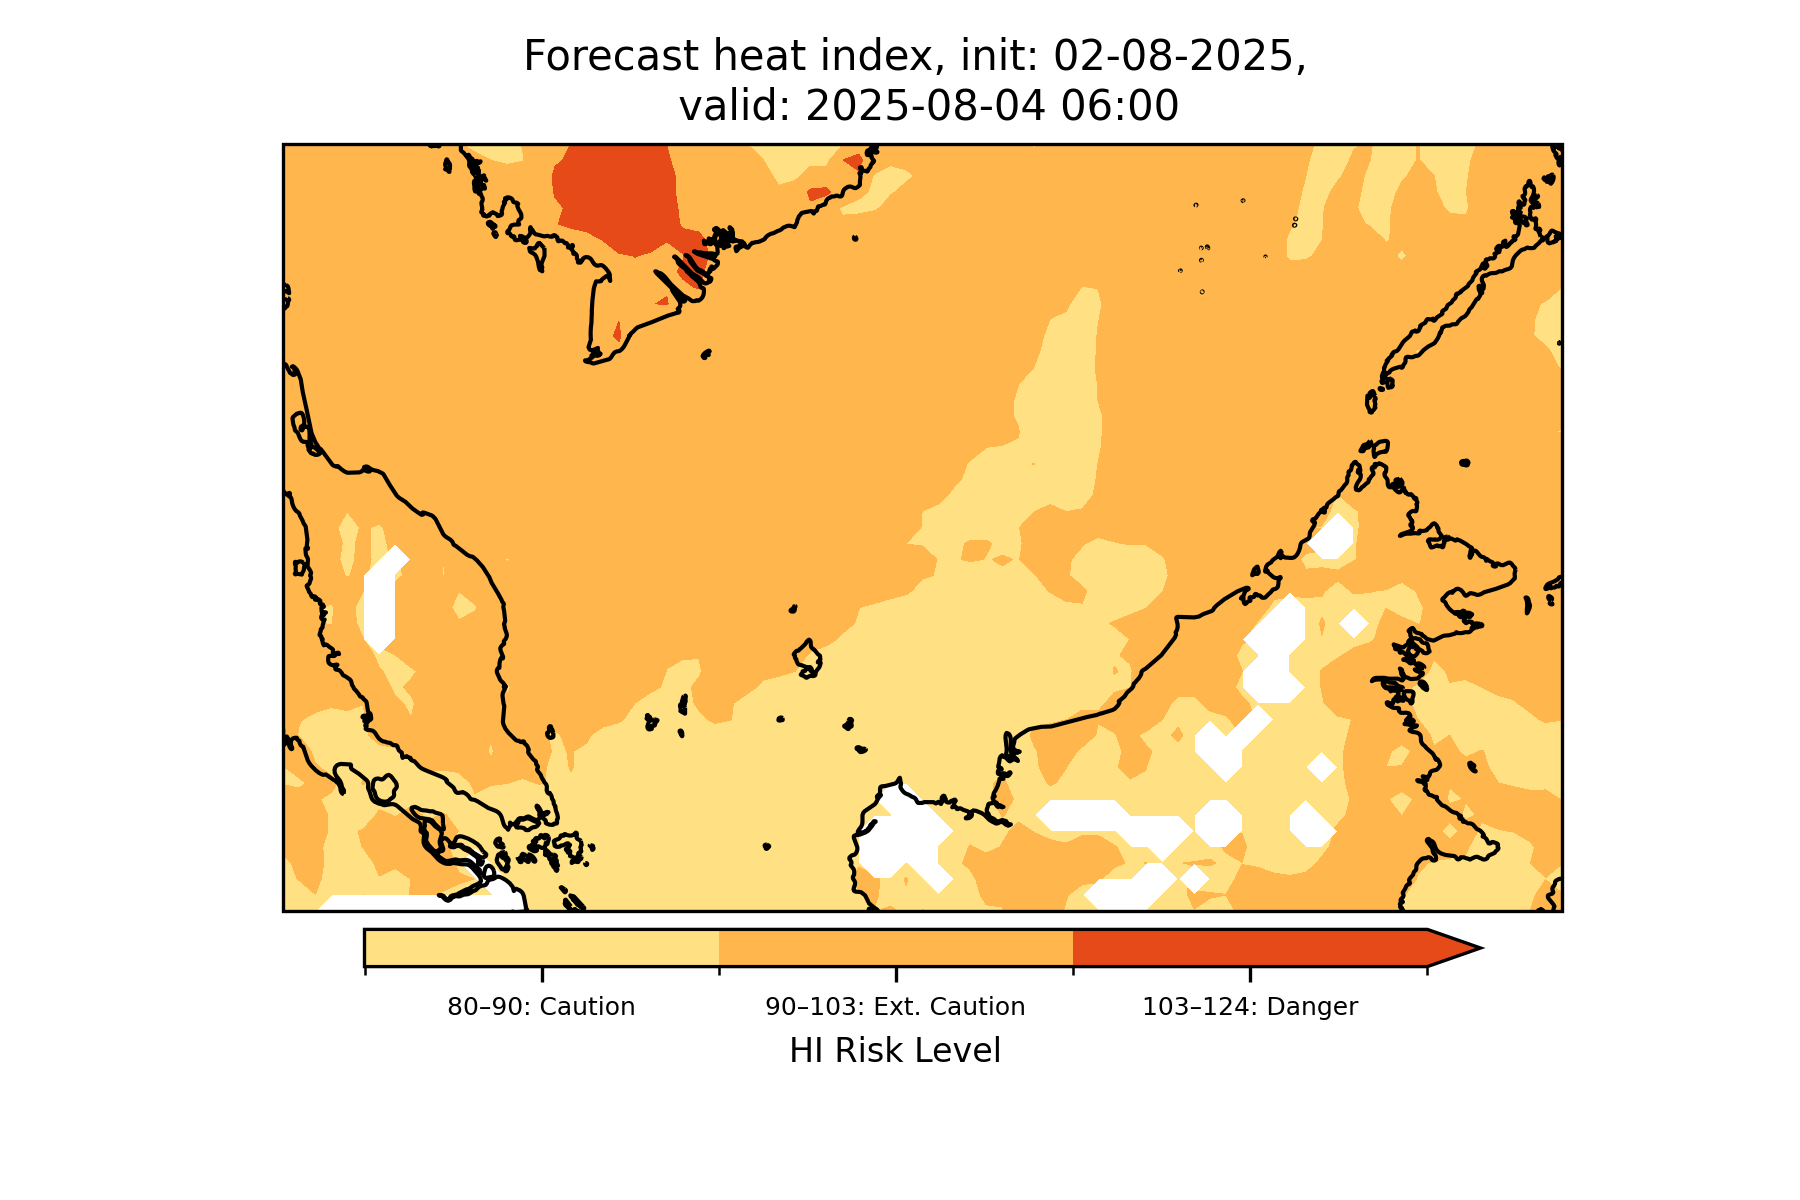 Forecast heat index, init: 02-08-2025,
valid: 2025-08-04 06:00
80–90: Caution
90–103: Ext. Caution
103–124: Danger
HI Risk Level